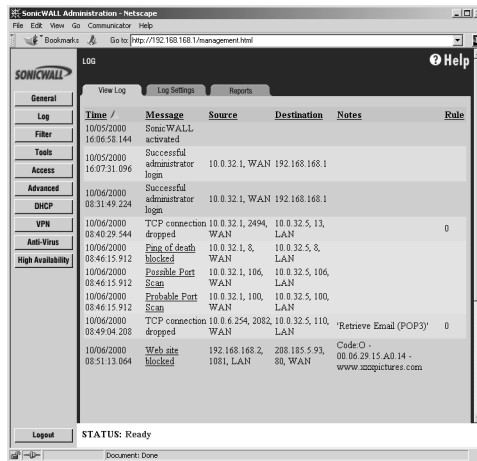 SonicWALL Administration - Netscape
File Edit View Go Communicator Help
Bookmarks Go to: http://192.168.168.1/management.html
SONICWALL
LOG
Help
View Log Log Settings Reports
General
Log
Filter
Tools
Access
Advanced
DHCP
VPN
Anti-Virus
High Availability
Logout
Time Message Source Destination Notes Rule
10/05/2000 SonicWALL
16:06:58.144 activated
10/05/2000 Successful
16:07:31.096 administrator 10.0.32.1, WAN 192.168.168.1
login
10/06/2000 Successful
08:31:49.224 administrator 10.0.32.1, WAN 192.168.168.1
login
10/06/2000 TCP connection 10.0.32.1, 2494, 10.0.32.5, 13, 0
08:40:29.544 dropped WAN LAN
10/06/2000 Ping of death 10.0.32.1, 8, 10.0.32.5, 8,
08:46:15.912 blocked WAN LAN
10/06/2000 Possible Port 10.0.32.1, 106, 10.0.32.5, 106,
08:46:15.912 Scan WAN LAN
10/06/2000 Probable Port 10.0.32.1, 100, 10.0.32.5, 100,
08:46:15.912 Scan WAN LAN
10/06/2000 TCP connection 10.0.6.254, 2082, 10.0.32.5, 110, 'Retrieve Email (POP3)' 0
08:49:04.208 dropped WAN LAN
10/06/2000 Web site 192.168.168.2, 208.185.5.93, Code:O -
08:51:13.064 blocked 1081, LAN 80, WAN 00.06.29.15.A0.14 -
www.xxxpictures.com
STATUS: Ready
Document: Done